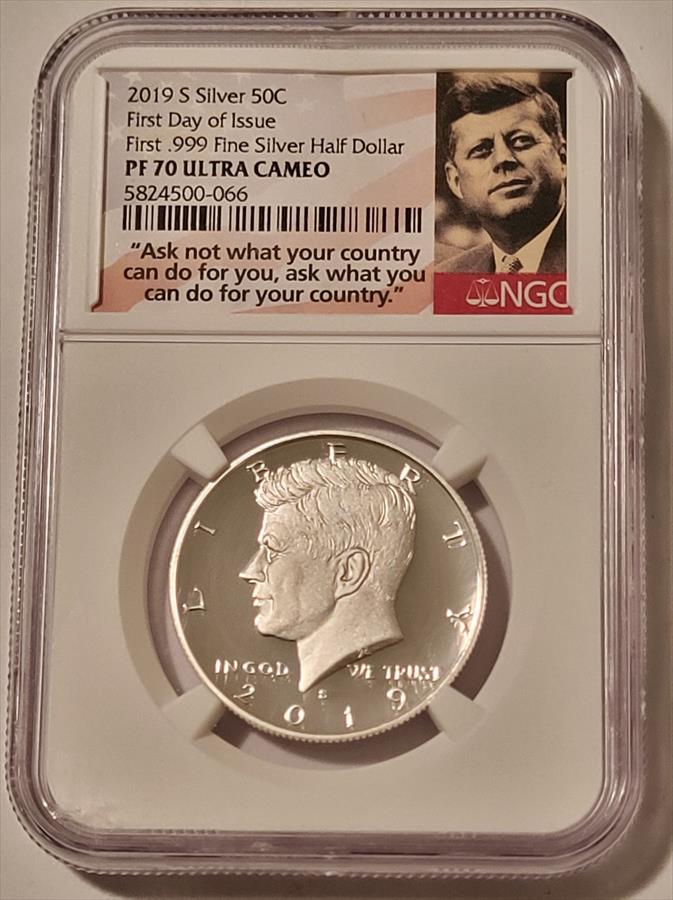 2019 S Silver 50C
First Day of Issue
First .999 Fine Silver Half Dollar
PF 70 ULTRA CAMEO
5824500-066
"Ask not what your country
can do for you, ask what you
can do for your country."
NGC
LIBERTY
IN GOD WE TRUST
S
2019